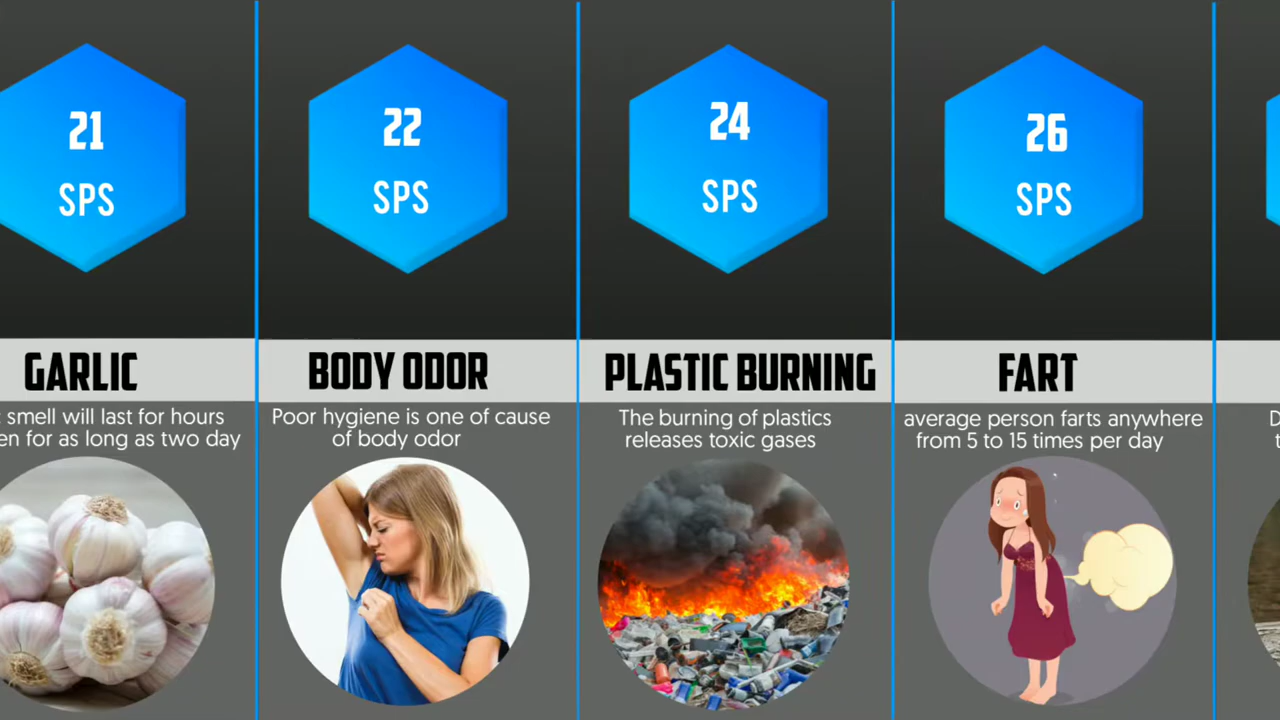 21
SPS
GARLIC
smell will last for hours
for as long as two day
22
SPS
BODY ODOR
Poor hygiene is one of cause
of body odor
24
SPS
PLASTIC BURNING
The burning of plastics
releases toxic gases
26
SPS
FART
average person farts anywhere
from 5 to 15 times per day